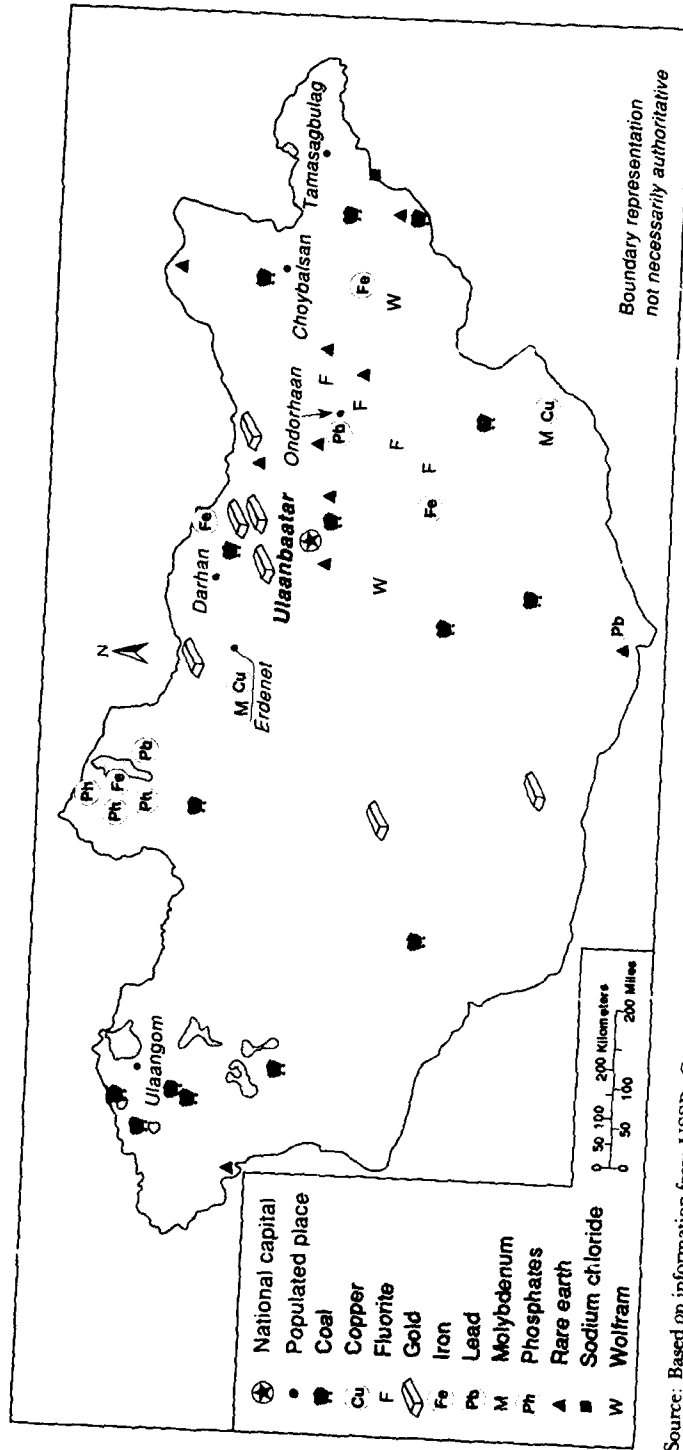 N
Ph
Ph
Fe
Ph
Pb
M Cu
Erdenet
Darhan
Fe
Ulaanbaatar
Ondorhaan
Pb
F
F
F
F
Fe
W
W
Fe
Choybalsan
Tamasagbulag
M Cu
Pb
Ulaangom
Boundary representation
not necessarily authoritative
National capital
Populated place
Coal
Cu Copper
F Fluorite
Gold
Fe Iron
Pb Lead
M Molybdenum
Ph Phosphates
Rare earth
Sodium chloride
W Wolfram
0 50 100 200 Kilometers
0 50 100 200 Miles
Source: Based on information from USSR